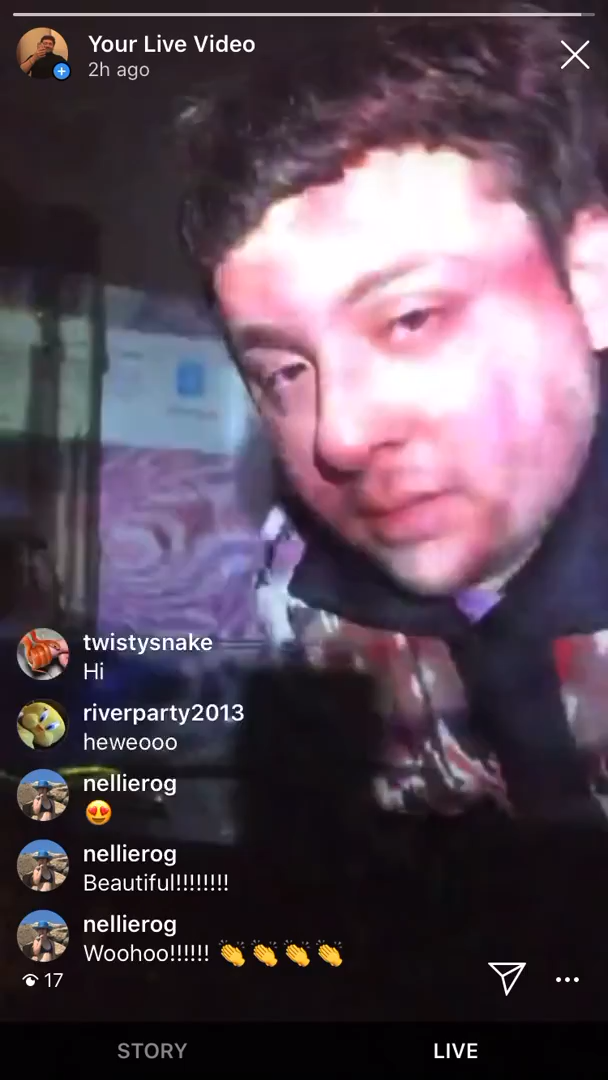 Your Live Video
2h ago
twistysnake
Hi
riverparty2013
heweooo
nellierog
😍
nellierog
Beautiful!!!!!!!!
nellierog
Woohoo!!!!!! 👏 👏 👏 👏
17
STORY
LIVE